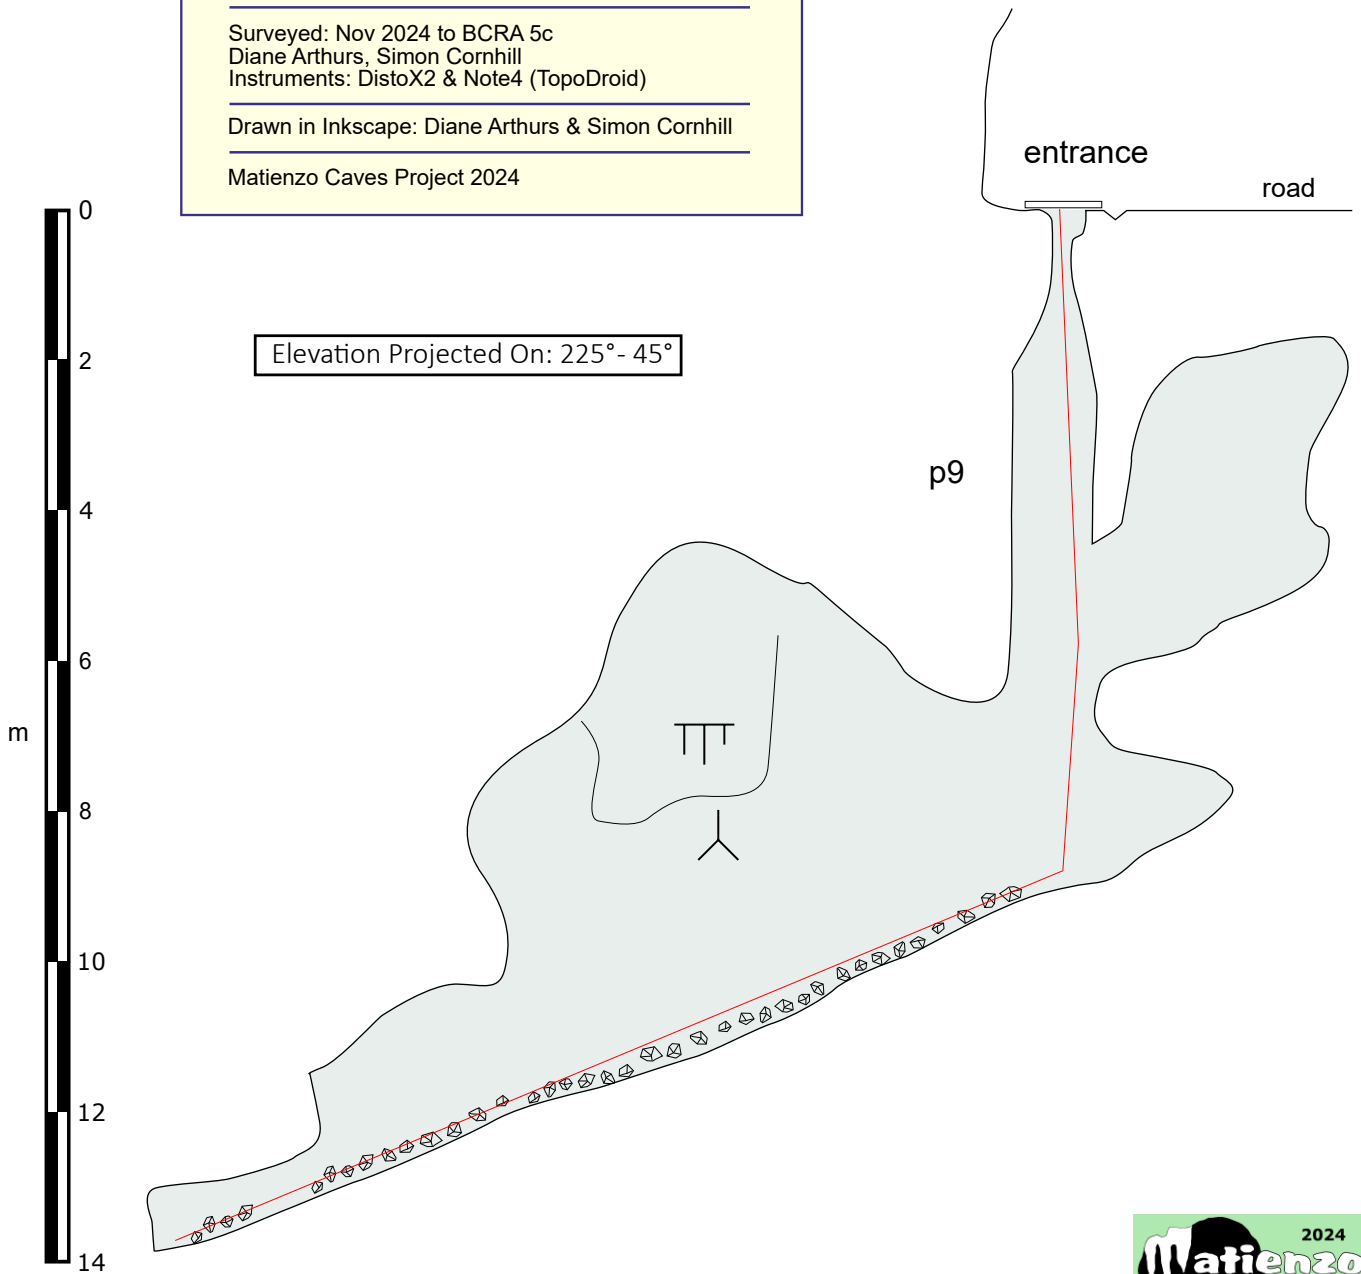 Surveyed: Nov 2024 to BCRA 5c
Diane Arthurs, Simon Cornhill
Instruments: DistoX2 & Note4 (TopoDroid)
Drawn in Inkscape: Diane Arthurs & Simon Cornhill
Matienzo Caves Project 2024
entrance
road
0
Elevation Projected On: 225°- 45°
2
p9
4
6
m
8
10
12
14
2024
Matienzo